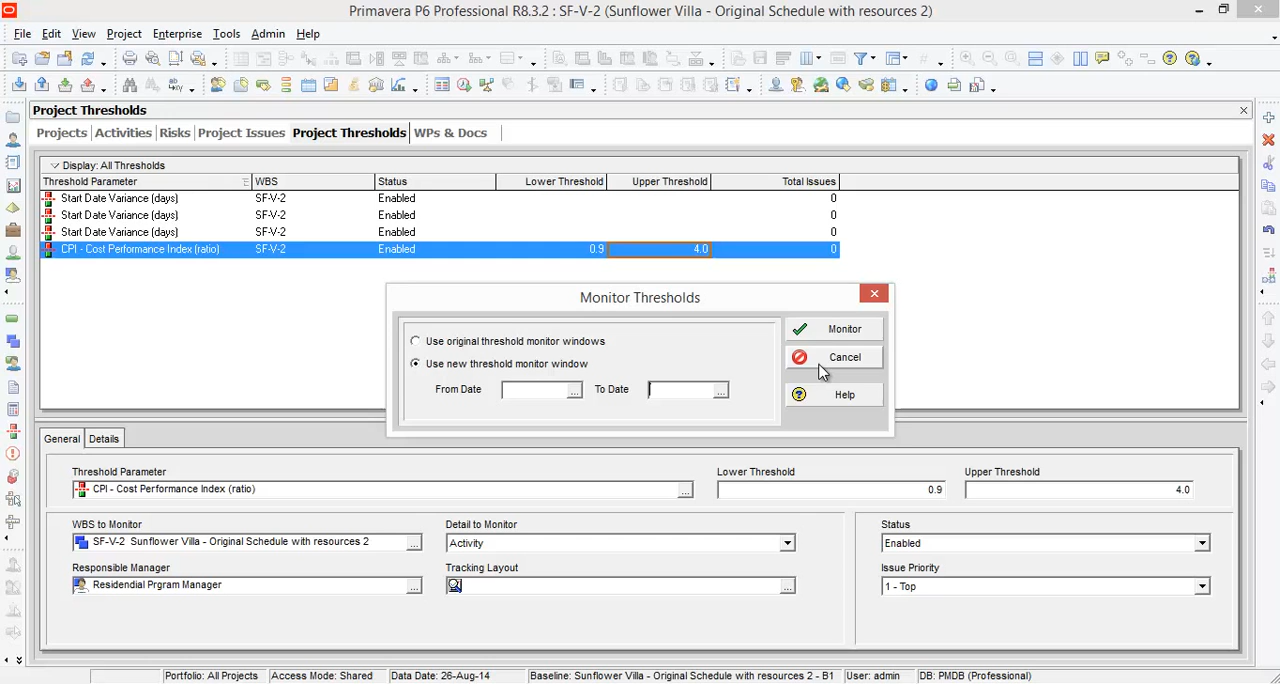 Primavera P6 Professional R8.3.2 : SF-V-2 (Sunflower Villa - Original Schedule with resources 2)
File Edit View Project Enterprise Tools Admin Help
Project Thresholds
Projects Activities Risks Project Issues Project Thresholds WPs & Docs
Display: All Thresholds
Threshold Parameter WBS Status Lower Threshold Upper Threshold Total Issues
Start Date Variance (days) SF-V-2 Enabled 0
Start Date Variance (days) SF-V-2 Enabled 0
Start Date Variance (days) SF-V-2 Enabled 0
CPI - Cost Performance Index (ratio) SF-V-2 Enabled 0.9 4.0 0
Monitor Thresholds
Use original threshold monitor windows
Use new threshold monitor window
From Date ... To Date ...
Monitor
Cancel
Help
General Details
Threshold Parameter Lower Threshold Upper Threshold
CPI - Cost Performance Index (ratio) ... 0.9 4.0
WBS to Monitor Detail to Monitor Status
SF-V-2 Sunflower Villa - Original Schedule with resources 2 ... Activity Enabled
Responsible Manager Tracking Layout Issue Priority
Residendial Prgram Manager ... ... 1 - Top
Portfolio: All Projects Access Mode: Shared Data Date: 26-Aug-14 Baseline: Sunflower Villa - Original Schedule with resources 2 - B1 User: admin DB: PMDB (Professional)